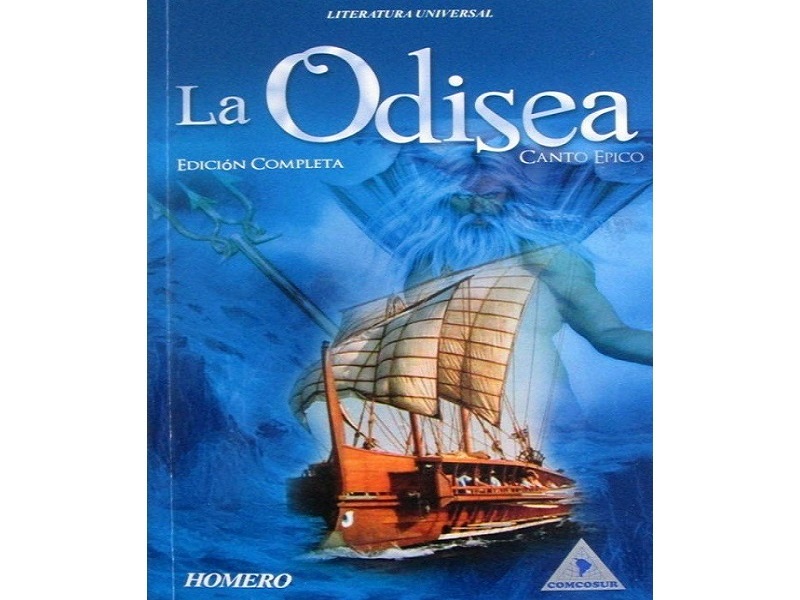 LITERATURA UNIVERSAL
La Odisea
EDICIÓN COMPLETA
CANTO EPICO
HOMERO
COMCOSUR